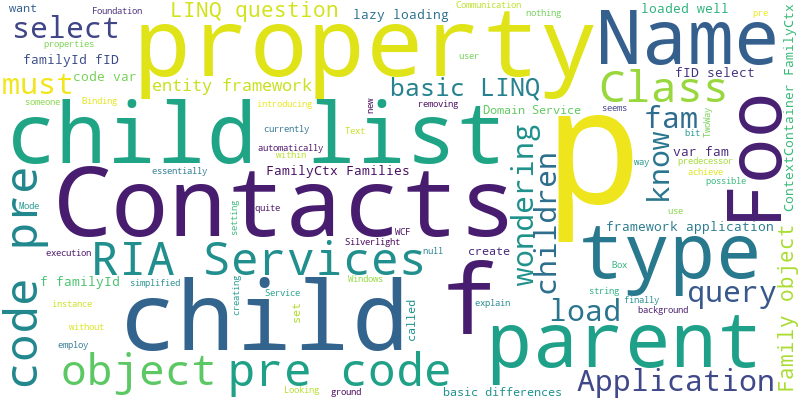 want
Foundation
LINQ question
lazy loading
Communication
nothing
loaded well
pre
select
properties
property
Name
familyId fID
user
fID select
must
code var
entity framework
basic LINQ
Class
someone
Binding
introducing
new
removing
Domain Service
seems
TwoWay
ContextContainer FamilyCtx
child list
currently
Text
p
fam
bit
Foo
automatically
within
wondering
children
know
var fam
predecessor
essentially
FamilyCtx Families
way
achieve
possible
Contacts
pre
code
Mode
setting
quite
WCF
use
framework application
Silverlight
execution
RIA Services
null
create
type
Box
f familyId
simplified
creating
Windows
f
explain
string
query
Family object
instance
child
Service
set
called
load
finally
background
without
employ
parent
object
pre code
Looking
ground
basic differences
Application